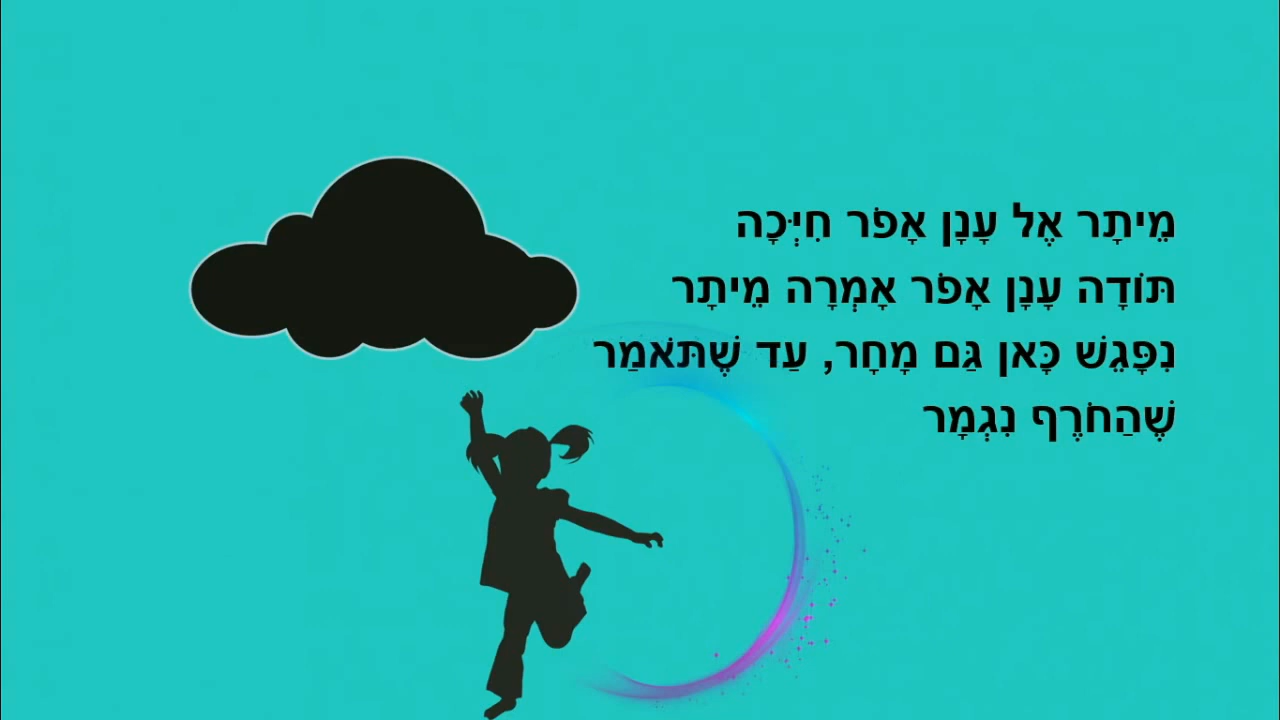 מֵיתָר אֶל עָנָן אָפֹר חִיְּכָה
תּוֹדָה עָנָן אָפֹר אָמְרָה מֵיתָר
נִפָּגֵשׁ כָּאן גַּם מָחָר, עַד שֶׁתֹּאמַר
שֶׁהַחֹרֶף נִגְמָר